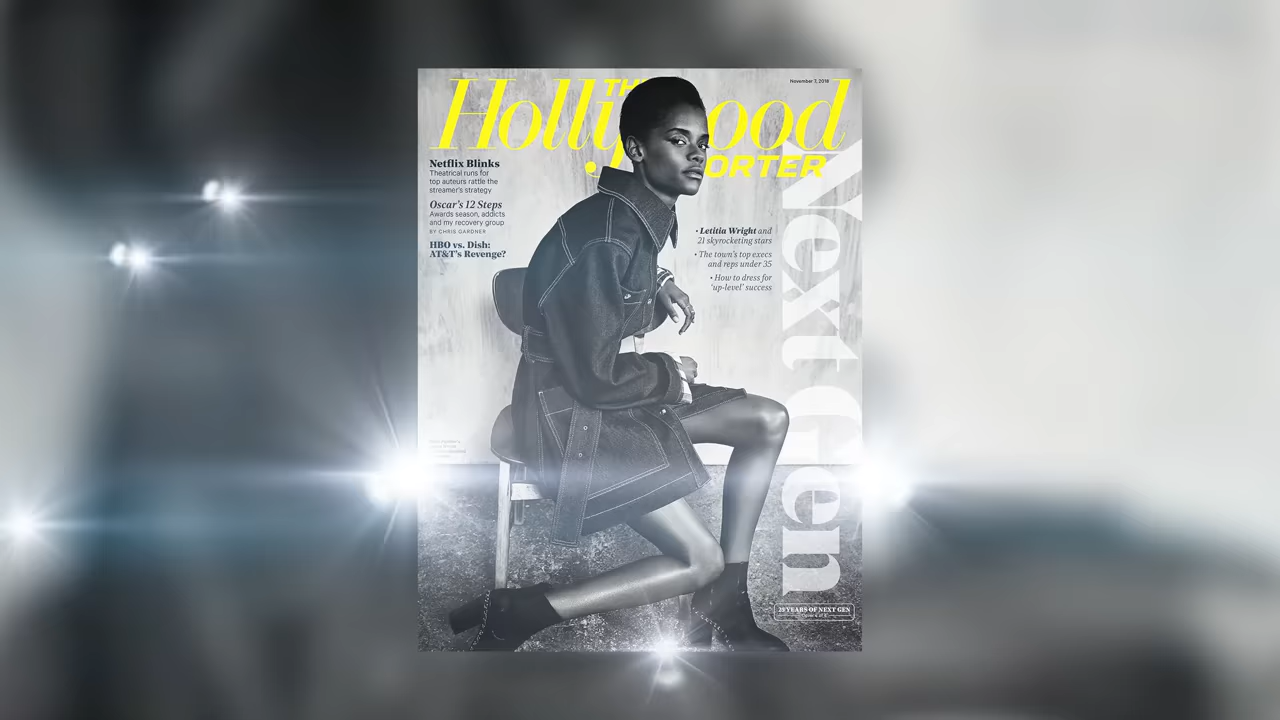 November 7, 2018
THE
Hollywood
REPORTER
Netflix Blinks
Theatrical runs for
top auteurs rattle the
streamer's strategy
Oscar's 12 Steps
Awards season, addicts
and my recovery group
BY CHRIS GARDNER
HBO vs. Dish:
AT&T's Revenge?
• Letitia Wright and
21 skyrocketing stars
• The town's top execs
and reps under 35
• How to dress for
'up-level' success
Next Gen
25 YEARS OF NEXT GEN